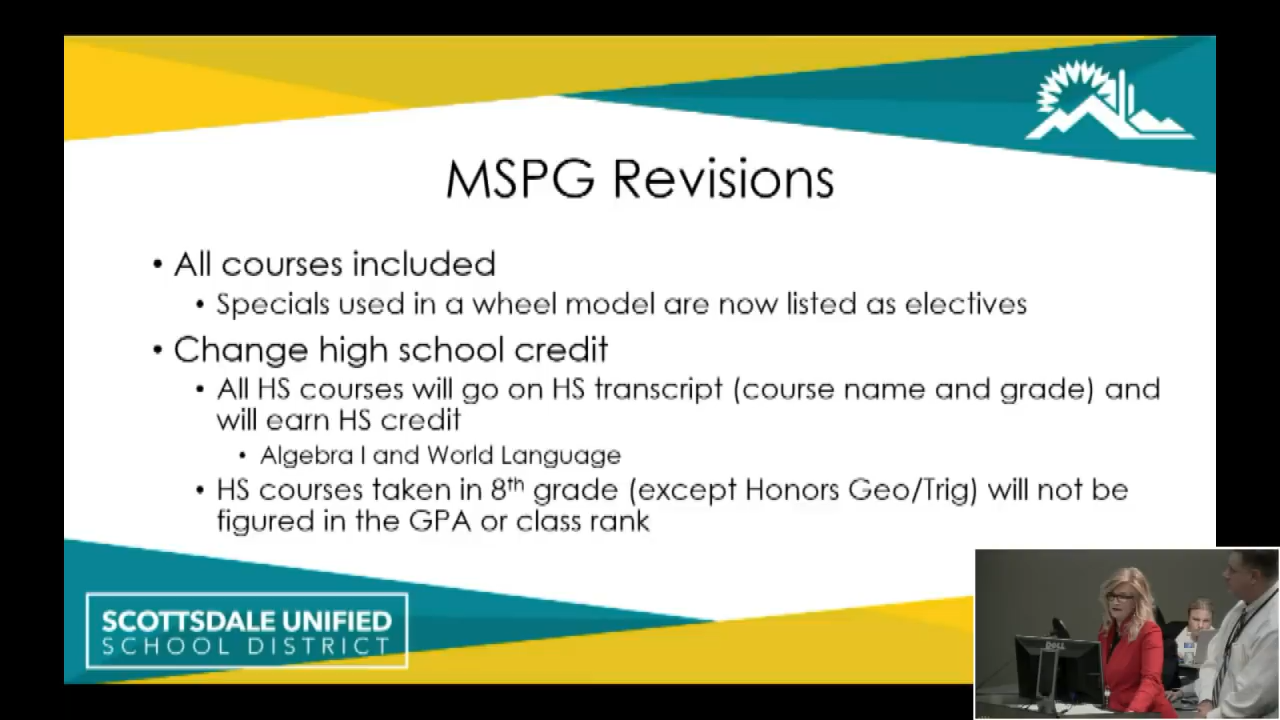 MSPG Revisions
• All courses included
• Specials used in a wheel model are now listed as electives
• Change high school credit
• All HS courses will go on HS transcript (course name and grade) and
will earn HS credit
• Algebra I and World Language
• HS courses taken in 8th grade (except Honors Geo/Trig) will not be
figured in the GPA or class rank
SCOTTSDALE UNIFIED
SCHOOL DISTRICT
DELL